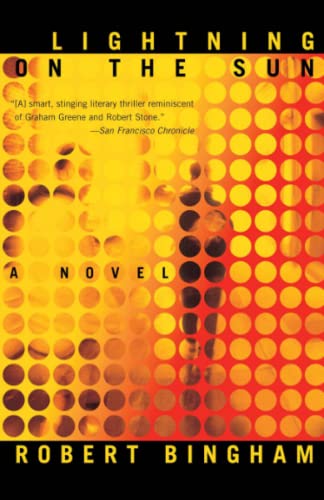 LIGHTNING
ON THE SUN
“[A] smart, stinging literary thriller reminiscent
of Graham Greene and Robert Stone.”
—San Francisco Chronicle
A NOVEL
ROBERT BINGHAM